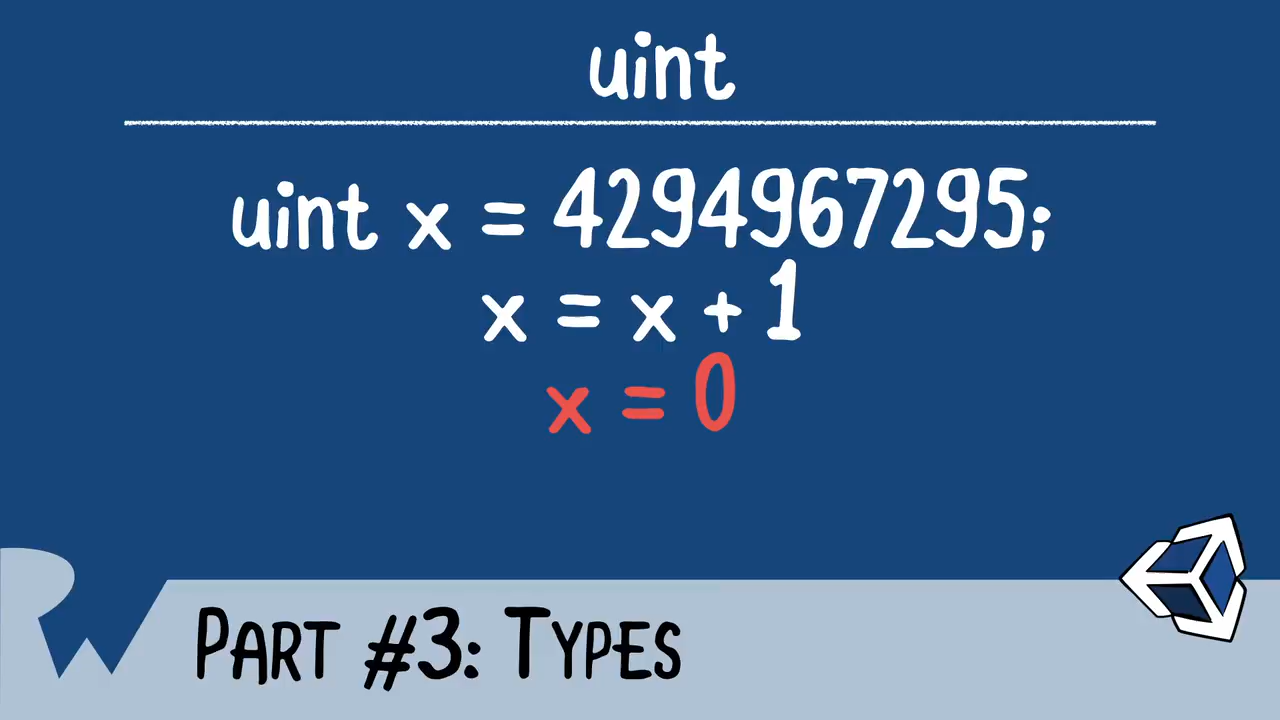 uint
uint x = 4294967295;
x = x + 1
x = 0
PART #3: TYPES